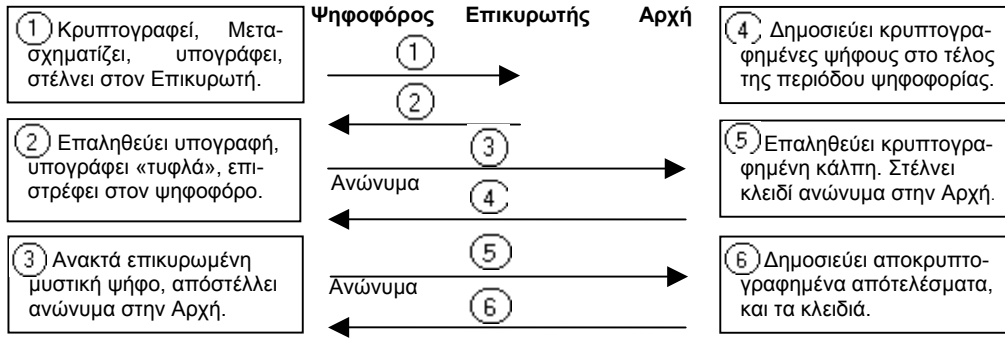 1 Κρυπτογραφεί, Μετα-
σχηματίζει, υπογράφει,
στέλνει στον Επικυρωτή.
2 Επαληθεύει υπογραφή,
υπογράφει «τυφλά», επι-
στρέφει στον ψηφοφόρο.
3 Ανακτά επικυρωμένη
μυστική ψήφο, απόστέλλει
ανώνυμα στην Αρχή.
Ψηφοφόρος Επικυρωτής Αρχή
1
2
3
Ανώνυμα
4
5
Ανώνυμα
6
4 Δημοσιεύει κρυπτογρα-
φημένες ψήφους στο τέλος
της περιόδου ψηφοφορίας.
5 Επαληθεύει κρυπτογρα-
φημένη κάλπη. Στέλνει
κλειδί ανώνυμα στην Αρχή.
6 Δημοσιεύει αποκρυπτο-
γραφημένα απότελέσματα,
και τα κλειδιά.